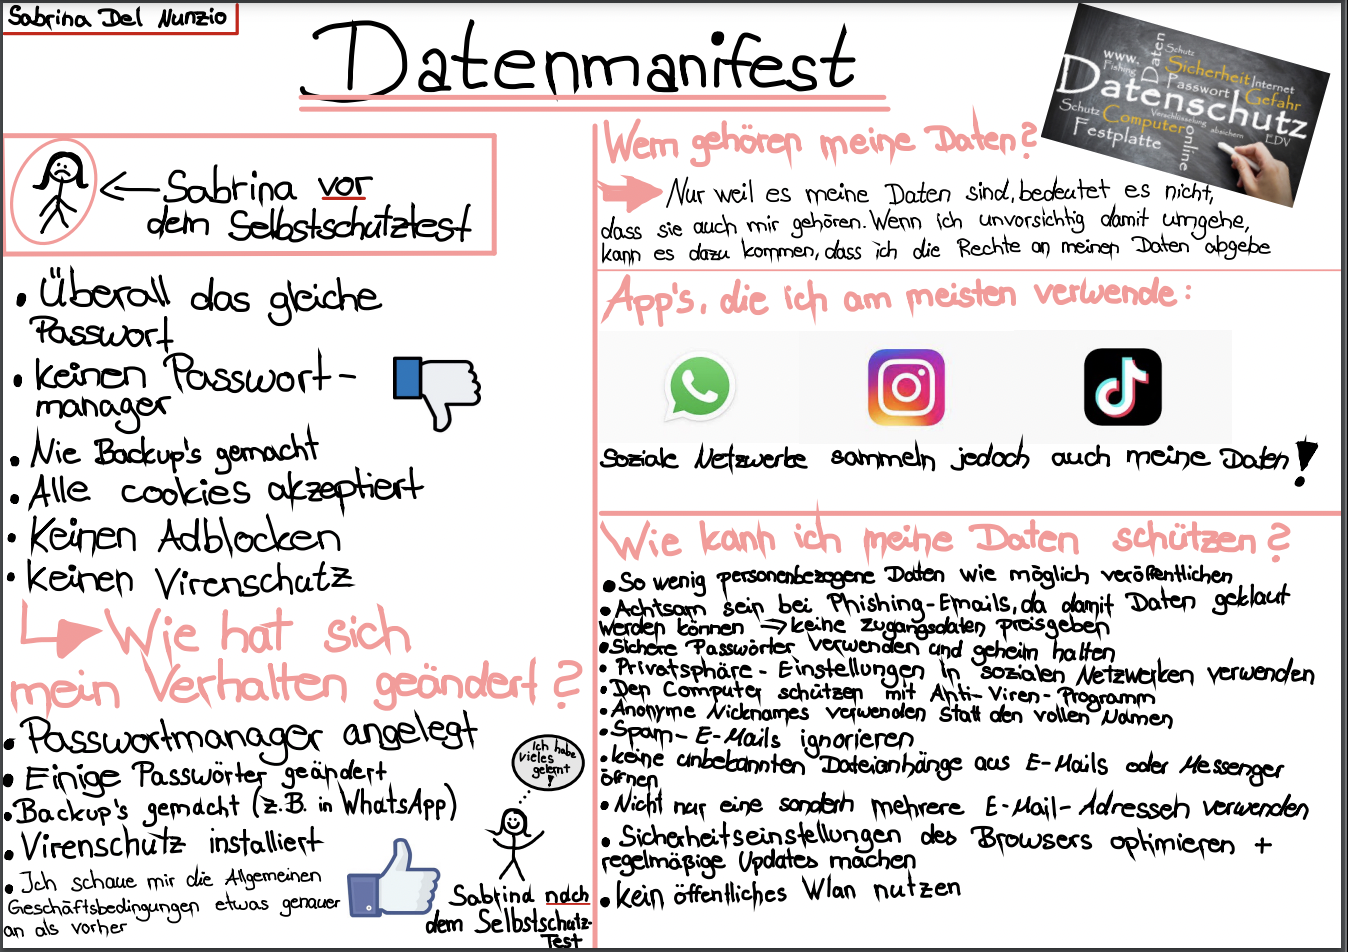 Sabrina Del Nunzio
Datenmanifest
www.
Fishing
Daten
Schutz
Sicherheit
Internet
Passwort
Gefahr
Datenschutz
Schutz
Computer
Verschlüsselung
absichern
EDV
Festplatte
online
Sabrina vor
dem Selbstschutztest
• Überall das gleiche
Passwort
• keinen Passwort-
manager
• Nie Backup's gemacht
• Alle cookies akzeptiert
• Keinen Adblocken
• Keinen Virenschutz
Wie hat sich
mein Verhalten geändert?
• Passwortmanager angelegt
• Einige Passwörter geändert
• Backup's gemacht (z.B. in WhatsApp)
• Virenschutz installiert
• Ich schaue mir die Allgemeinen
Geschäftsbedingungen etwas genauer
an als vorher
Ich habe
vieles
gelernt
!
Sabrina nach
dem Selbstschutz-
Test
Wem gehören meine Daten?
Nur weil es meine Daten sind, bedeutet es nicht,
dass sie auch mir gehören. Wenn ich unvorsichtig damit umgehe,
kann es dazu kommen, dass ich die Rechte an meinen Daten abgebe
App's, die ich am meisten verwende:
Soziale Netzwerke sammeln jedoch auch meine Daten!
Wie kann ich meine Daten schützen?
• So wenig personenbezogene Daten wie möglich veröffentlichen
• Achtsam sein bei Phishing-Emails, da damit Daten geklaut
werden können ⇒ keine Zugangsdaten preisgeben
• Sichere Passwörter verwenden und geheim halten
• Privatsphäre-Einstellungen in sozialen Netzwerken verwenden
• Den Computer schützen mit Anti-Viren-Programm
• Anonyme Nicknames verwenden statt den vollen Namen
• Spam-E-Mails ignorieren
• keine unbekannten Dateianhänge aus E-Mails oder Messenger
öffnen
• Nicht nur eine sondern mehrere E-Mail-Adressen verwenden
• Sicherheitseinstellungen des Browsers optimieren +
regelmäßige Updates machen
• kein öffentliches Wlan nutzen